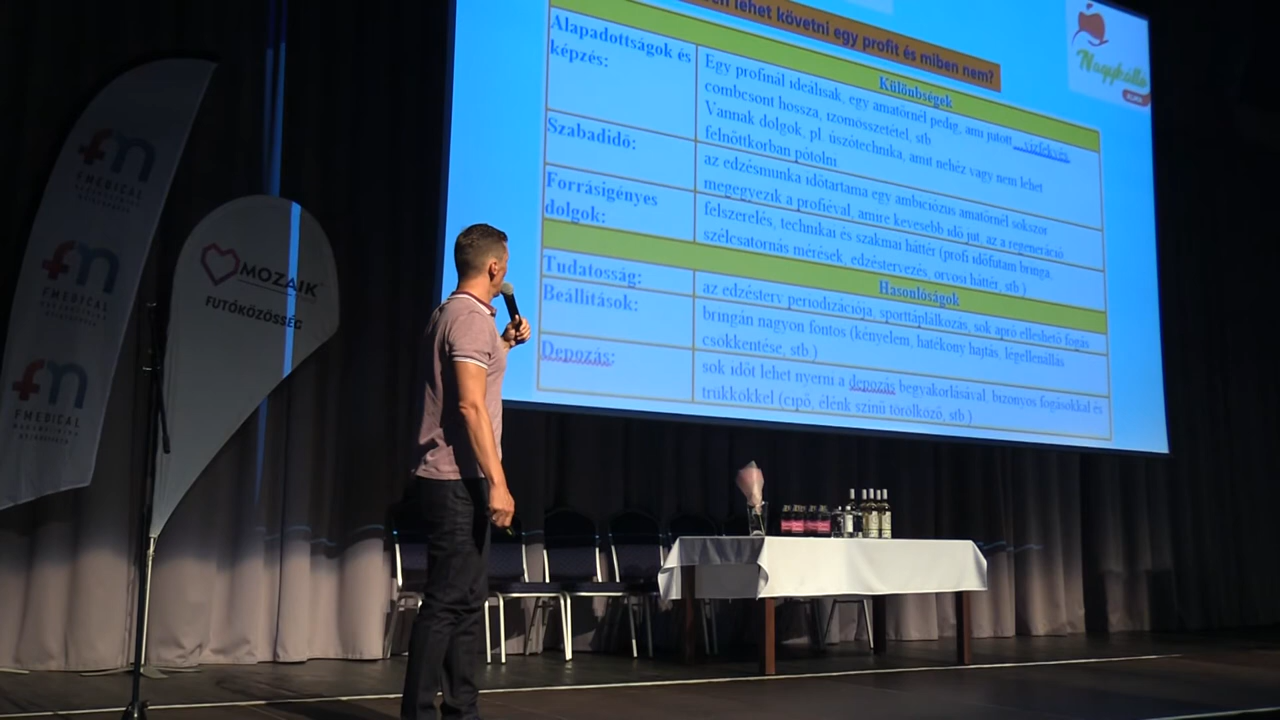 lehet követni egy profit és miben nem?
Nagykálló
Különbségek
Alapadottságok és
képzés:
Egy profinál ideálisak, egy amatőrnél pedig, ami jutott...vízfekvés,
combcsont hossza, izomösszetétel, stb
Vannak dolgok, pl. úszótechnika, amit nehéz vagy nem lehet
felnőttkorban pótolni
Szabadidő:
az edzésmunka időtartama egy ambiciózus amatőrnél sokszor
megegyezik a profiéval, amire kevesebb idő jut, az a regeneráció
Forrásigényes
dolgok:
felszerelés, technikai és szakmai háttér (profi időfutam bringa,
szélcsatornás mérések, edzéstervezés, orvosi háttér, stb.)
Hasonlóságok
Tudatosság:
az edzésterv periodizációja, sporttáplálkozás, sok apró elleshető fogás
Beállítások:
bringán nagyon fontos (kényelem, hatékony hajtás, légellenállás
csökkentése, stb.)
Depozás:
sok időt lehet nyerni a depozás begyakorlásával, bizonyos fogásokkal és
trükkökkel (cipő, élénk színű törölköző, stb.)
fm
FMEDICAL
fm
FMEDICAL
fm
FMEDICAL
MOZAIK
FUTÓKÖZÖSSÉG